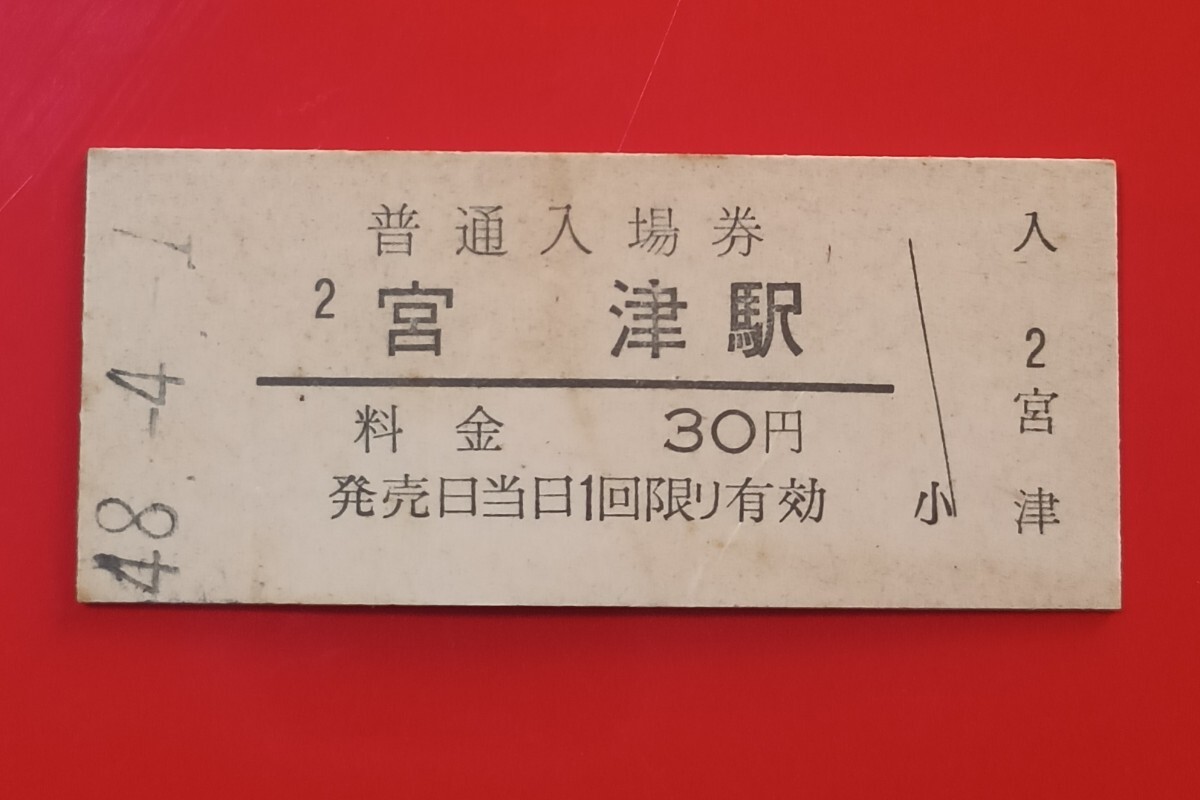 普通入場券
2 宮津駅
料金 30円
発売日当日1回限り有効
小
入
2
宮
津
48.-4.-1